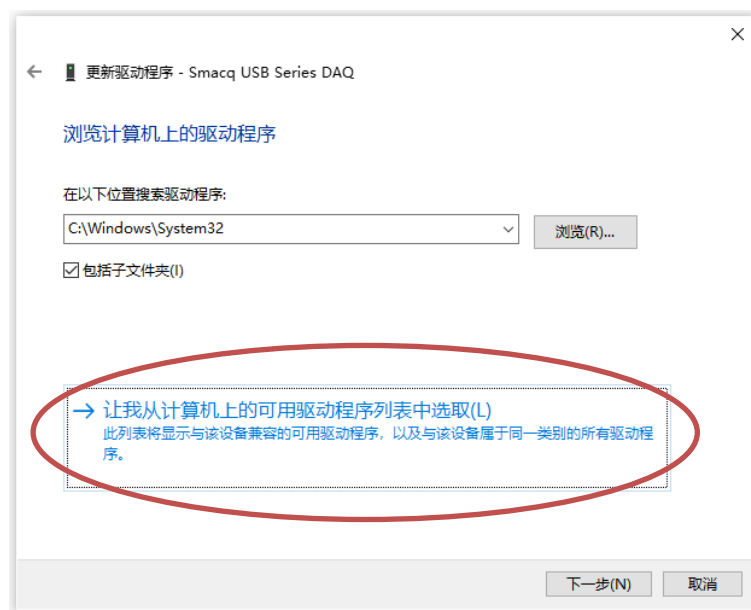 更新驱动程序 - Smacq USB Series DAQ
浏览计算机上的驱动程序
在以下位置搜索驱动程序:
C:\Windows\System32
浏览(R)...
包括子文件夹(I)
让我从计算机上的可用驱动程序列表中选取(L)
此列表将显示与该设备兼容的可用驱动程序，以及与该设备属于同一类别的所有驱动程
序。
下一步(N)
取消